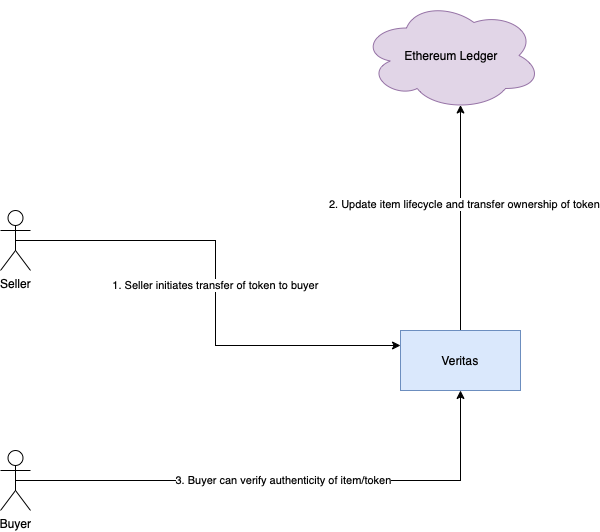 Ethereum Ledger
2. Update item lifecycle and transfer ownership of token
Seller
1. Seller initiates transfer of token to buyer
Veritas
3. Buyer can verify authenticity of item/token
Buyer